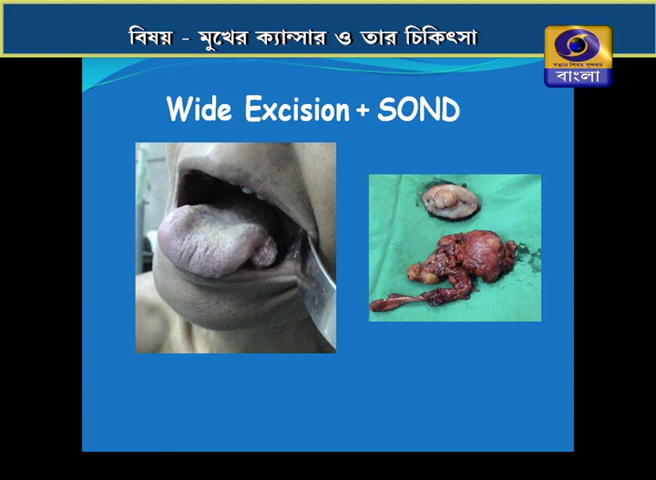 বিষয় - মুখের ক্যান্সার ও তার চিকিৎসা
বাংলা
Wide Excision + SOND